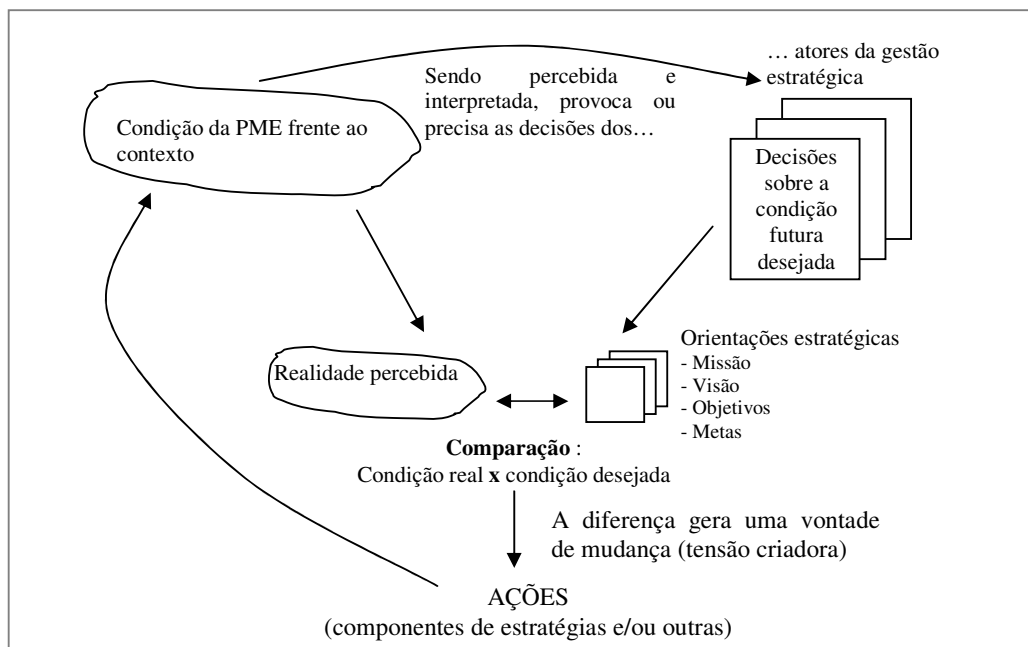 Condição da PME frente ao
contexto
Sendo percebida e
interpretada, provoca ou
precisa as decisões dos…
… atores da gestão
estratégica
Decisões
sobre a
condição
futura
desejada
Realidade percebida
Orientações estratégicas
- Missão
- Visão
- Objetivos
- Metas
Comparação :
Condição real x condição desejada
A diferença gera uma vontade
de mudança (tensão criadora)
AÇÕES
(componentes de estratégias e/ou outras)